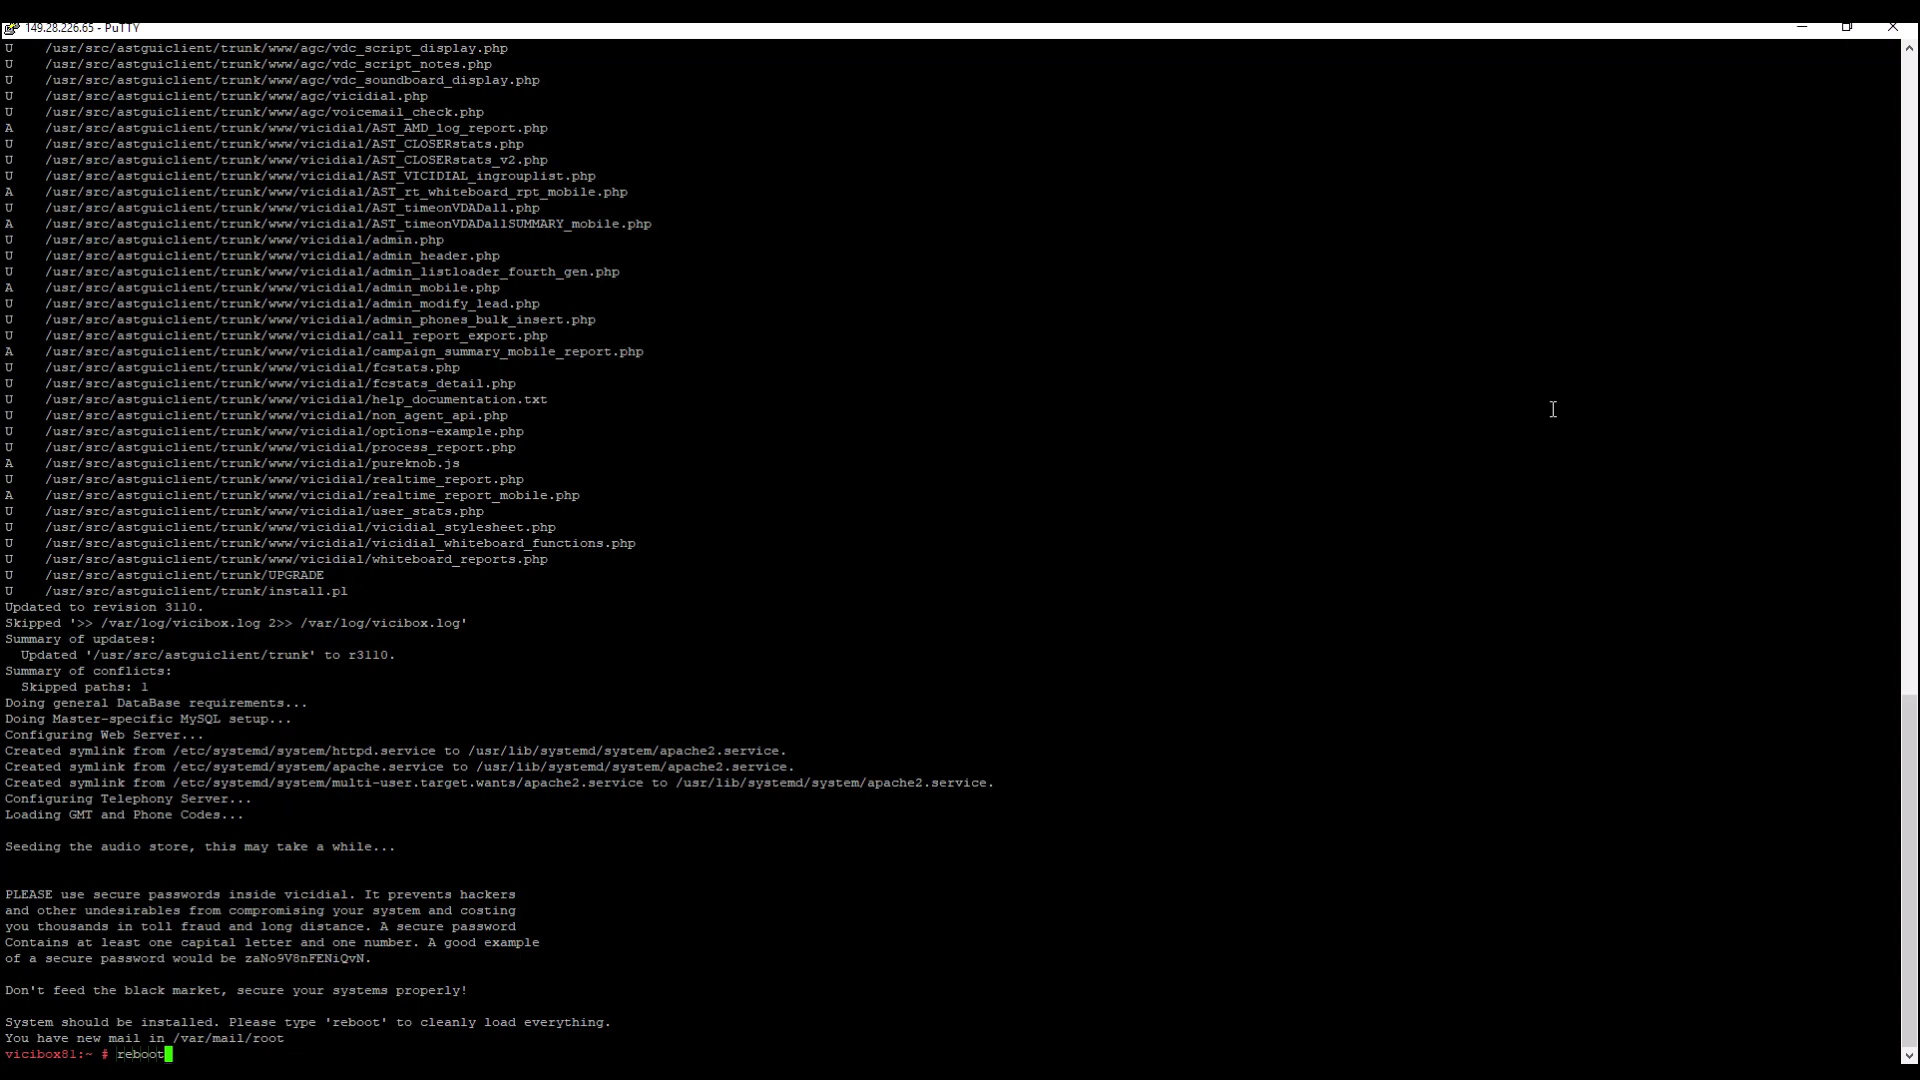 149.28.226.65 - PuTTY
U /usr/src/astguiclient/trunk/www/agc/vdc_script_display.php
U /usr/src/astguiclient/trunk/www/agc/vdc_script_notes.php
U /usr/src/astguiclient/trunk/www/agc/vdc_soundboard_display.php
U /usr/src/astguiclient/trunk/www/agc/vicidial.php
U /usr/src/astguiclient/trunk/www/agc/voicemail_check.php
A /usr/src/astguiclient/trunk/www/vicidial/AST_AMD_log_report.php
U /usr/src/astguiclient/trunk/www/vicidial/AST_CLOSERstats.php
U /usr/src/astguiclient/trunk/www/vicidial/AST_CLOSERstats_v2.php
U /usr/src/astguiclient/trunk/www/vicidial/AST_VICIDIAL_ingrouplist.php
A /usr/src/astguiclient/trunk/www/vicidial/AST_rt_whiteboard_rpt_mobile.php
U /usr/src/astguiclient/trunk/www/vicidial/AST_timeonVDADall.php
A /usr/src/astguiclient/trunk/www/vicidial/AST_timeonVDADallSUMMARY_mobile.php
U /usr/src/astguiclient/trunk/www/vicidial/admin.php
U /usr/src/astguiclient/trunk/www/vicidial/admin_header.php
U /usr/src/astguiclient/trunk/www/vicidial/admin_listloader_fourth_gen.php
A /usr/src/astguiclient/trunk/www/vicidial/admin_mobile.php
U /usr/src/astguiclient/trunk/www/vicidial/admin_modify_lead.php
U /usr/src/astguiclient/trunk/www/vicidial/admin_phones_bulk_insert.php
U /usr/src/astguiclient/trunk/www/vicidial/call_report_export.php
A /usr/src/astguiclient/trunk/www/vicidial/campaign_summary_mobile_report.php
U /usr/src/astguiclient/trunk/www/vicidial/fcstats.php
U /usr/src/astguiclient/trunk/www/vicidial/fcstats_detail.php
U /usr/src/astguiclient/trunk/www/vicidial/help_documentation.txt
U /usr/src/astguiclient/trunk/www/vicidial/non_agent_api.php
U /usr/src/astguiclient/trunk/www/vicidial/options-example.php
U /usr/src/astguiclient/trunk/www/vicidial/process_report.php
A /usr/src/astguiclient/trunk/www/vicidial/pureknob.js
U /usr/src/astguiclient/trunk/www/vicidial/realtime_report.php
A /usr/src/astguiclient/trunk/www/vicidial/realtime_report_mobile.php
U /usr/src/astguiclient/trunk/www/vicidial/user_stats.php
U /usr/src/astguiclient/trunk/www/vicidial/vicidial_stylesheet.php
U /usr/src/astguiclient/trunk/www/vicidial/vicidial_whiteboard_functions.php
U /usr/src/astguiclient/trunk/www/vicidial/whiteboard_reports.php
U /usr/src/astguiclient/trunk/UPGRADE
U /usr/src/astguiclient/trunk/install.pl
Updated to revision 3110.
Skipped '>> /var/log/vicibox.log 2>> /var/log/vicibox.log'
Summary of updates:
Updated '/usr/src/astguiclient/trunk' to r3110.
Summary of conflicts:
Skipped paths: 1
Doing general DataBase requirements...
Doing Master-specific MySQL setup...
Configuring Web Server...
Created symlink from /etc/systemd/system/httpd.service to /usr/lib/systemd/system/apache2.service.
Created symlink from /etc/systemd/system/apache.service to /usr/lib/systemd/system/apache2.service.
Created symlink from /etc/systemd/system/multi-user.target.wants/apache2.service to /usr/lib/systemd/system/apache2.service.
Configuring Telephony Server...
Loading GMT and Phone Codes...
Seeding the audio store, this may take a while...
PLEASE use secure passwords inside vicidial. It prevents hackers
and other undesirables from compromising your system and costing
you thousands in toll fraud and long distance. A secure password
Contains at least one capital letter and one number. A good example
of a secure password would be zaNo9V8nFENiQvN.
Don't feed the black market, secure your systems properly!
System should be installed. Please type 'reboot' to cleanly load everything.
You have new mail in /var/mail/root
vicibox81:~ # reboot